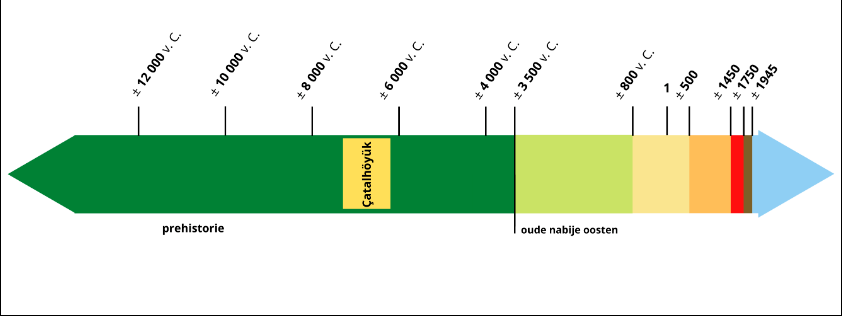 ± 12 000 v. C.
± 10 000 v. C.
± 8 000 v. C.
± 6 000 v. C.
± 4 000 v. C.
± 3 500 v. C.
± 800 v. C.
1
± 500
± 1450
± 1750
± 1945
Çatalhöyük
prehistorie
oude nabije oosten